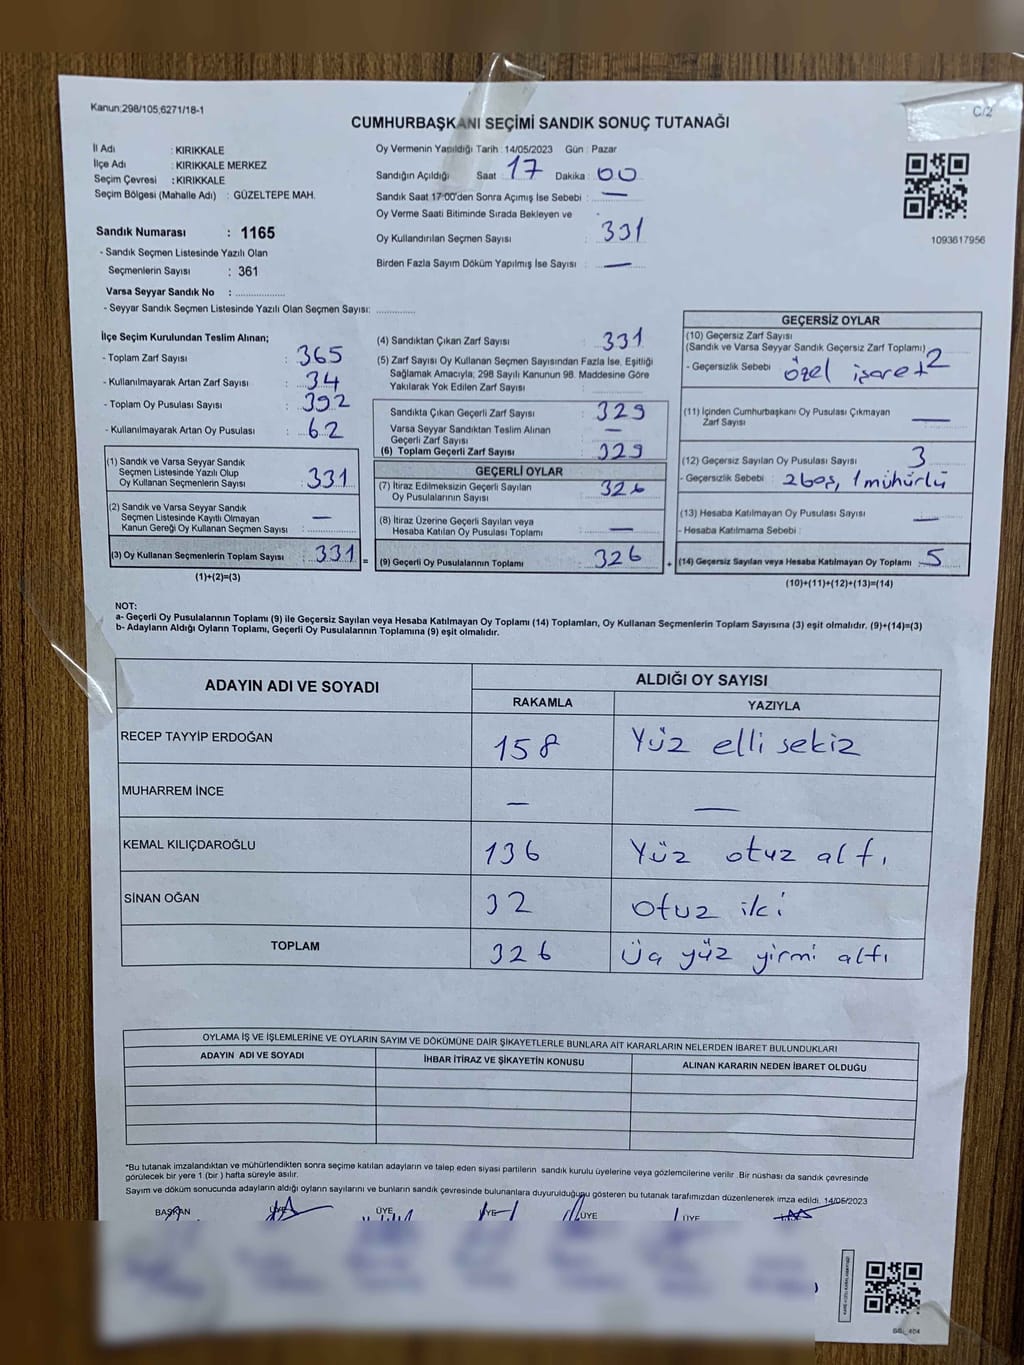 Kanun:298/105,6271/18-1
C/2
CUMHURBAŞKANI SEÇİMİ SANDIK SONUÇ TUTANAĞI
İl Adı : KIRIKKALE
İlçe Adı : KIRIKKALE MERKEZ
Seçim Çevresi : KIRIKKALE
Seçim Bölgesi (Mahalle Adı) : GÜZELTEPE MAH.
Sandık Numarası : 1165
- Sandık Seçmen Listesinde Yazılı Olan
Seçmenlerin Sayısı : 361
Varsa Seyyar Sandık No : ................
- Seyyar Sandık Seçmen Listesinde Yazılı Olan Seçmen Sayısı: ............
Oy Vermenin Yapıldığı Tarih : 14/05/2023 Gün : Pazar
Sandığın Açıldığı Saat : 17 Dakika : 00
Sandık Saat 17:00'den Sonra Açımış İse Sebebi : —
Oy Verme Saati Bitiminde Sırada Bekleyen ve
Oy Kullandırılan Seçmen Sayısı : 331
Birden Fazla Sayım Döküm Yapılmış İse Sayısı : —
1093617956
İlçe Seçim Kurulundan Teslim Alınan;
- Toplam Zarf Sayısı : 365
- Kullanılmayarak Artan Zarf Sayısı : 34
- Toplam Oy Pusulası Sayısı : 392
- Kullanılmayarak Artan Oy Pusulası : 62
(1) Sandık ve Varsa Seyyar Sandık
Seçmen Listesinde Yazılı Olup
Oy Kullanan Seçmenlerin Sayısı : 331
(2) Sandık ve Varsa Seyyar Sandık
Seçmen Listesinde Kayıtlı Olmayan
Kanun Gereği Oy Kullanan Seçmen Sayısı : —
(3) Oy Kullanan Seçmenlerin Toplam Sayısı : 331 =
(1)+(2)=(3)
(4) Sandıktan Çıkan Zarf Sayısı : 331
(5) Zarf Sayısı Oy Kullanan Seçmen Sayısından Fazla İse, Eşitliği
Sağlamak Amacıyla; 298 Sayılı Kanunun 98. Maddesine Göre
Yakılarak Yok Edilen Zarf Sayısı :
Sandıkta Çıkan Geçerli Zarf Sayısı : 329
Varsa Seyyar Sandıktan Teslim Alınan
Geçerli Zarf Sayısı : —
(6) Toplam Geçerli Zarf Sayısı : 329
GEÇERLİ OYLAR
(7) İtiraz Edilmeksizin Geçerli Sayılan
Oy Pusulalarının Sayısı : 326
(8) İtiraz Üzerine Geçerli Sayılan veya
Hesaba Katılan Oy Pusulası Toplamı : —
(9) Geçerli Oy Pusulalarının Toplamı : 326 +
GEÇERSİZ OYLAR
(10) Geçersiz Zarf Sayısı
(Sandık ve Varsa Seyyar Sandık Geçersiz Zarf Toplamı) : 2
- Geçersizlik Sebebi : özel işaret
(11) İçinden Cumhurbaşkanı Oy Pusulası Çıkmayan
Zarf Sayısı : —
(12) Geçersiz Sayılan Oy Pusulası Sayısı : 3
- Geçersizlik Sebebi : 2 boş, 1 mühürlü
(13) Hesaba Katılmayan Oy Pusulası Sayısı : —
- Hesaba Katılmama Sebebi :
(14) Geçersiz Sayılan veya Hesaba Katılmayan Oy Toplamı : 5
(10)+(11)+(12)+(13)=(14)
NOT:
a- Geçerli Oy Pusulalarının Toplamı (9) ile Geçersiz Sayılan veya Hesaba Katılmayan Oy Toplamı (14) Toplamları, Oy Kullanan Seçmenlerin Toplam Sayısına (3) eşit olmalıdır. (9)+(14)=(3)
b- Adayların Aldığı Oyların Toplamı, Geçerli Oy Pusulalarının Toplamına (9) eşit olmalıdır.
ADAYIN ADI VE SOYADI
ALDIĞI OY SAYISI
RAKAMLA YAZIYLA
RECEP TAYYİP ERDOĞAN 158 Yüz elli sekiz
MUHARREM İNCE — —
KEMAL KILIÇDAROĞLU 136 Yüz otuz altı
SİNAN OĞAN 32 otuz iki
TOPLAM 326 Üç yüz yirmi altı
OYLAMA İŞ VE İŞLEMLERİNE VE OYLARIN SAYIM VE DÖKÜMÜNE DAİR ŞİKAYETLERLE BUNLARA AİT KARARLARIN NELERDEN İBARET BULUNDUKLARI
ADAYIN ADI VE SOYADI İHBAR İTİRAZ VE ŞİKAYETİN KONUSU ALINAN KARARIN NEDEN İBARET OLDUĞU
*Bu tutanak imzalandıktan ve mühürlendikten sonra seçime katılan adayların ve talep eden siyasi partilerin sandık kurulu üyelerine veya gözlemcilerine verilir. Bir nüshası da sandık çevresinde
görülecek bir yere 1 (bir) hafta süreyle asılır.
Sayım ve döküm sonucunda adayların aldığı oyların sayılarını ve bunların sandık çevresinde bulunanlara duyurulduğunu gösteren bu tutanak tarafımızdan düzenlenerek imza edildi. 14/05/2023
BAŞKAN ÜYE ÜYE ÜYE ÜYE ÜYE